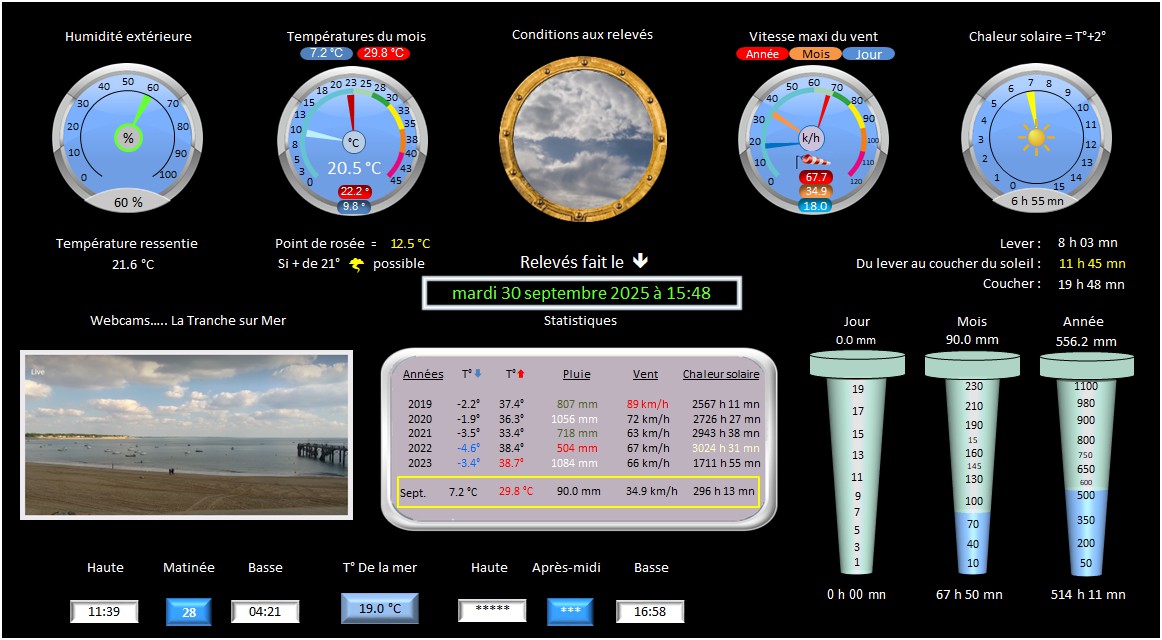 Humidité extérieure
Températures du mois
Conditions aux relevés
Vitesse maxi du vent
Chaleur solaire = T°+2°
7.2 °C 29.8 °C
Année Mois Jour
0 10 20 30 40 50 60 70 80 90 100
%
60 %
0 3 5 8 10 13 15 18 20 23 25 28 30 33 35 38 40 43 45
°C
20.5 °C
22.2 °
9.8 °
0 10 20 30 40 50 60 70 80 90 100 110 120
k/h
67.7
34.9
18.0
0 1 2 3 4 5 6 7 8 9 10 11 12 13 14 15
6 h 55 mn
Température ressentie
21.6 °C
Point de rosée = 12.5 °C
Si + de 21° possible
Lever : 8 h 03 mn
Du lever au coucher du soleil : 11 h 45 mn
Coucher : 19 h 48 mn
Relevés fait le
mardi 30 septembre 2025 à 15:48
Webcams..... La Tranche sur Mer
Live
Statistiques
Années T° T° Pluie Vent Chaleur solaire
2019 -2.2° 37.4° 807 mm 89 km/h 2567 h 11 mn
2020 -1.9° 36.3° 1056 mm 72 km/h 2726 h 27 mn
2021 -3.5° 33.4° 718 mm 63 km/h 2943 h 38 mn
2022 -4.6° 38.4° 504 mm 67 km/h 3024 h 31 mn
2023 -3.4° 38.7° 1084 mm 66 km/h 1711 h 55 mn
Sept. 7.2 °C 29.8 °C 90.0 mm 34.9 km/h 296 h 13 mn
Jour
0.0 mm
19
17
15
13
11
9
7
5
3
1
0 h 00 mn
Mois
90.0 mm
230
210
190
15
160
145
130
100
70
40
10
67 h 50 mn
Année
556.2 mm
1100
980
900
800
750
650
600
500
350
200
50
514 h 11 mn
Haute Matinée Basse
11:39 28 04:21
T° De la mer
19.0 °C
Haute Après-midi Basse
***** *** 16:58